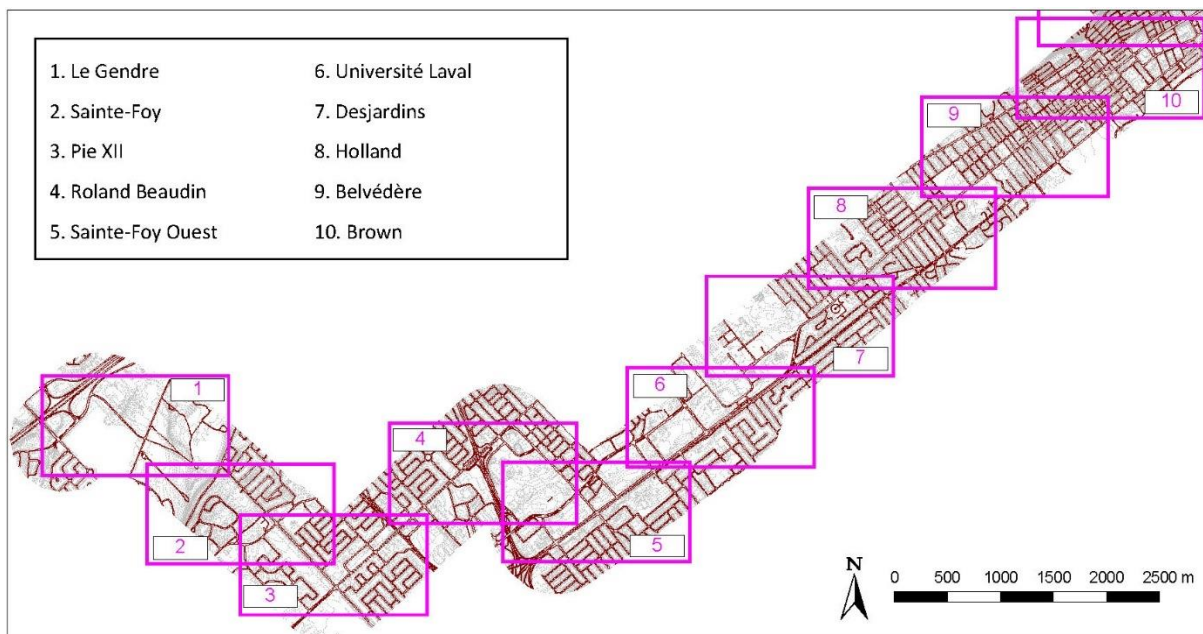 1. Le Gendre
2. Sainte-Foy
3. Pie XII
4. Roland Beaudin
5. Sainte-Foy Ouest
6. Université Laval
7. Desjardins
8. Holland
9. Belvédère
10. Brown
10
9
8
7
6
1
4
5
2
3
N
0 500 1000 1500 2000 2500 m